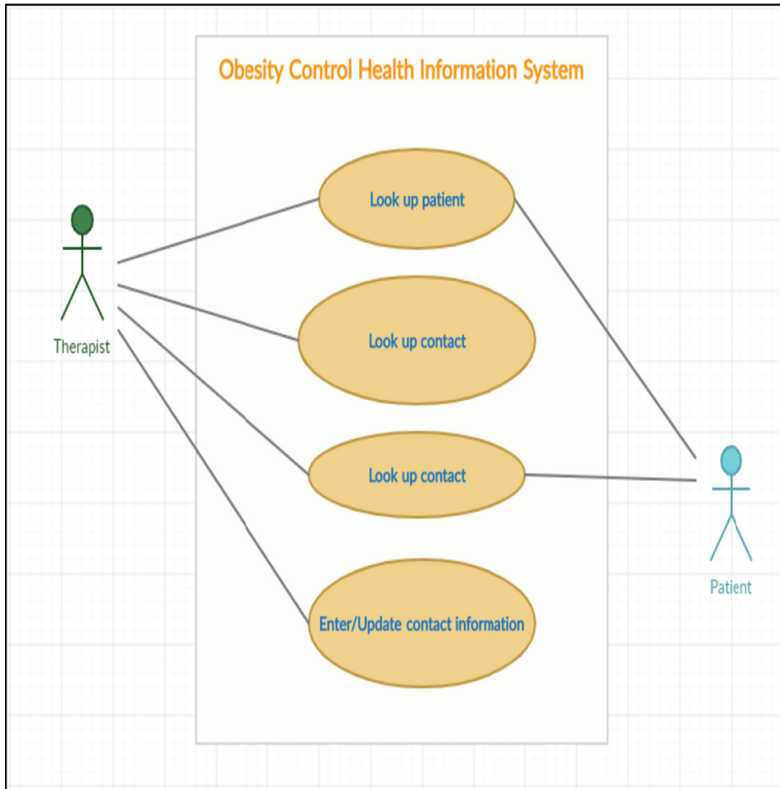 Obesity Control Health Information System
Look up patient
Therapist
Look up contact
Look up contact
Patient
Enter/Update contact information